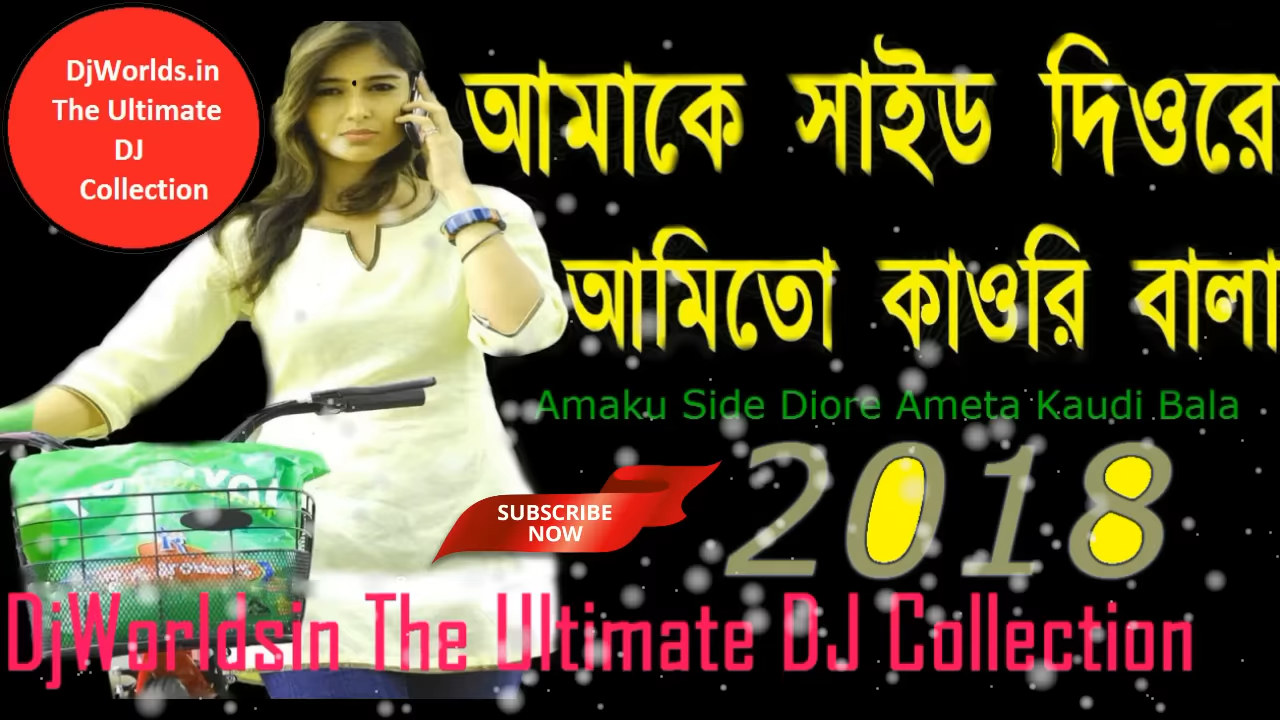 DjWorlds.in
The Ultimate
DJ
Collection
আমাকে সাইড দিওরে
আমিতো কাওরি বালা
Amaku Side Diore Ameta Kaudi Bala
2018
SUBSCRIBE
NOW
DjWorldsin The Ultimate DJ Collection